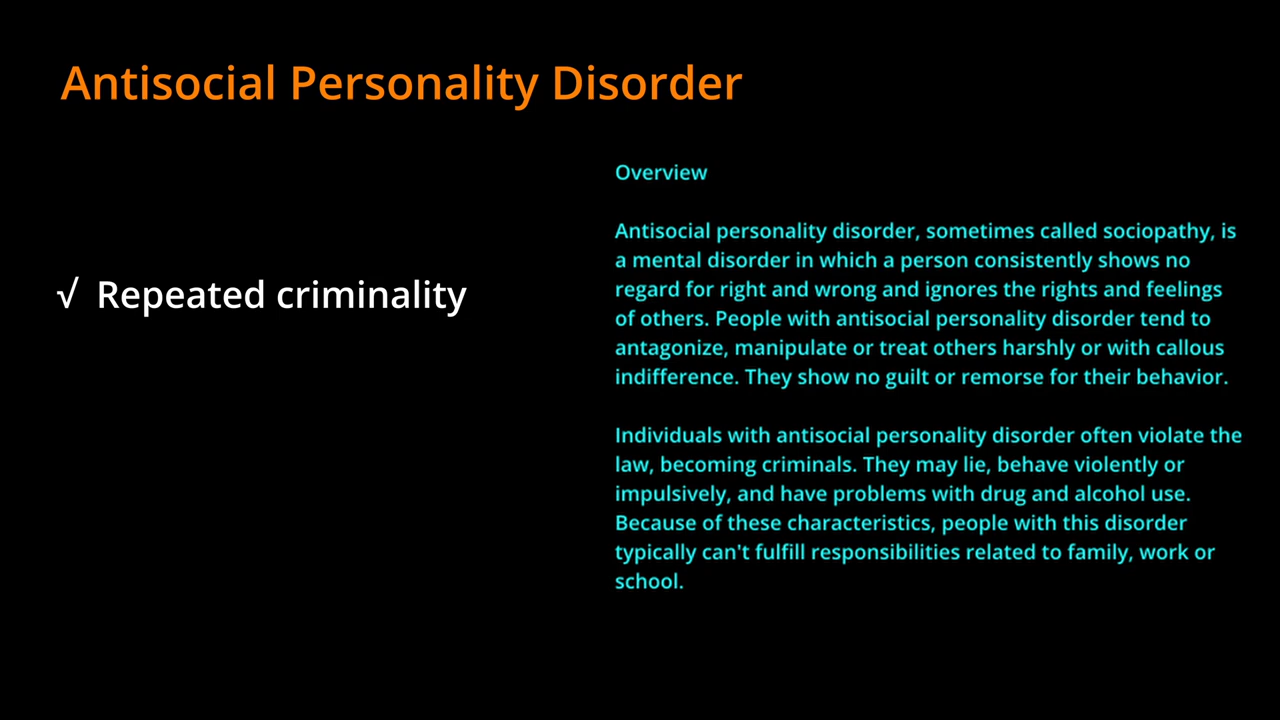 Antisocial Personality Disorder
√ Repeated criminality
Overview
Antisocial personality disorder, sometimes called sociopathy, is
a mental disorder in which a person consistently shows no
regard for right and wrong and ignores the rights and feelings
of others. People with antisocial personality disorder tend to
antagonize, manipulate or treat others harshly or with callous
indifference. They show no guilt or remorse for their behavior.
Individuals with antisocial personality disorder often violate the
law, becoming criminals. They may lie, behave violently or
impulsively, and have problems with drug and alcohol use.
Because of these characteristics, people with this disorder
typically can't fulfill responsibilities related to family, work or
school.